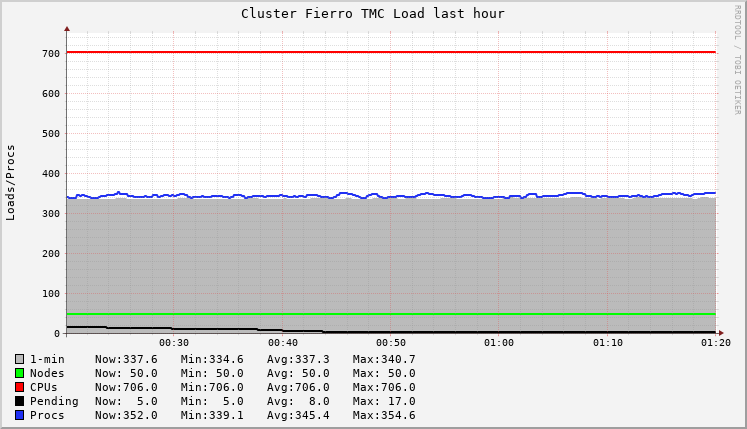 Cluster Fierro TMC Load last hour
RRDTOOL / TOBI OETIKER
Loads/Procs
700
600
500
400
300
200
100
0
00:30 00:40 00:50 01:00 01:10 01:20
1-min Now:337.6 Min:334.6 Avg:337.3 Max:340.7
Nodes Now: 50.0 Min: 50.0 Avg: 50.0 Max: 50.0
CPUs Now:706.0 Min:706.0 Avg:706.0 Max:706.0
Pending Now: 5.0 Min: 5.0 Avg: 8.0 Max: 17.0
Procs Now:352.0 Min:339.1 Avg:345.4 Max:354.6